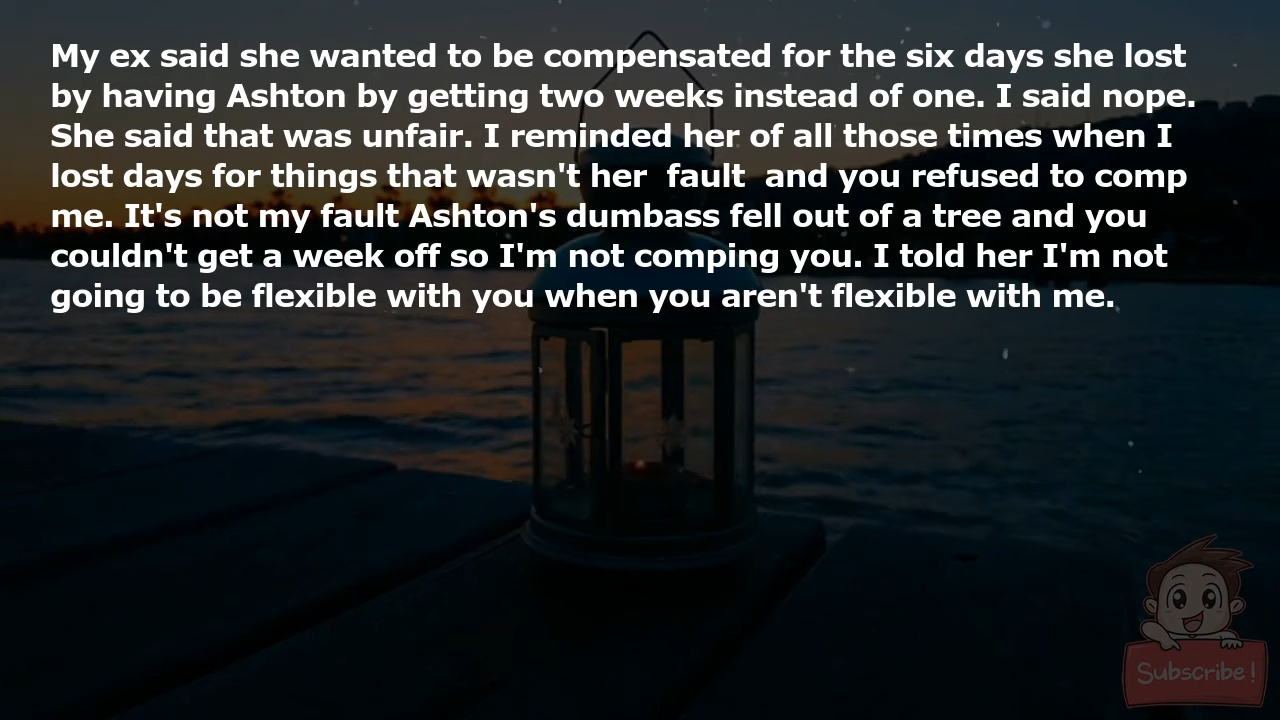 My ex said she wanted to be compensated for the six days she lost
by having Ashton by getting two weeks instead of one. I said nope.
She said that was unfair. I reminded her of all those times when I
lost days for things that wasn't her  fault  and you refused to comp
me. It's not my fault Ashton's dumbass fell out of a tree and you
couldn't get a week off so I'm not comping you. I told her I'm not
going to be flexible with you when you aren't flexible with me.
Subscribe!